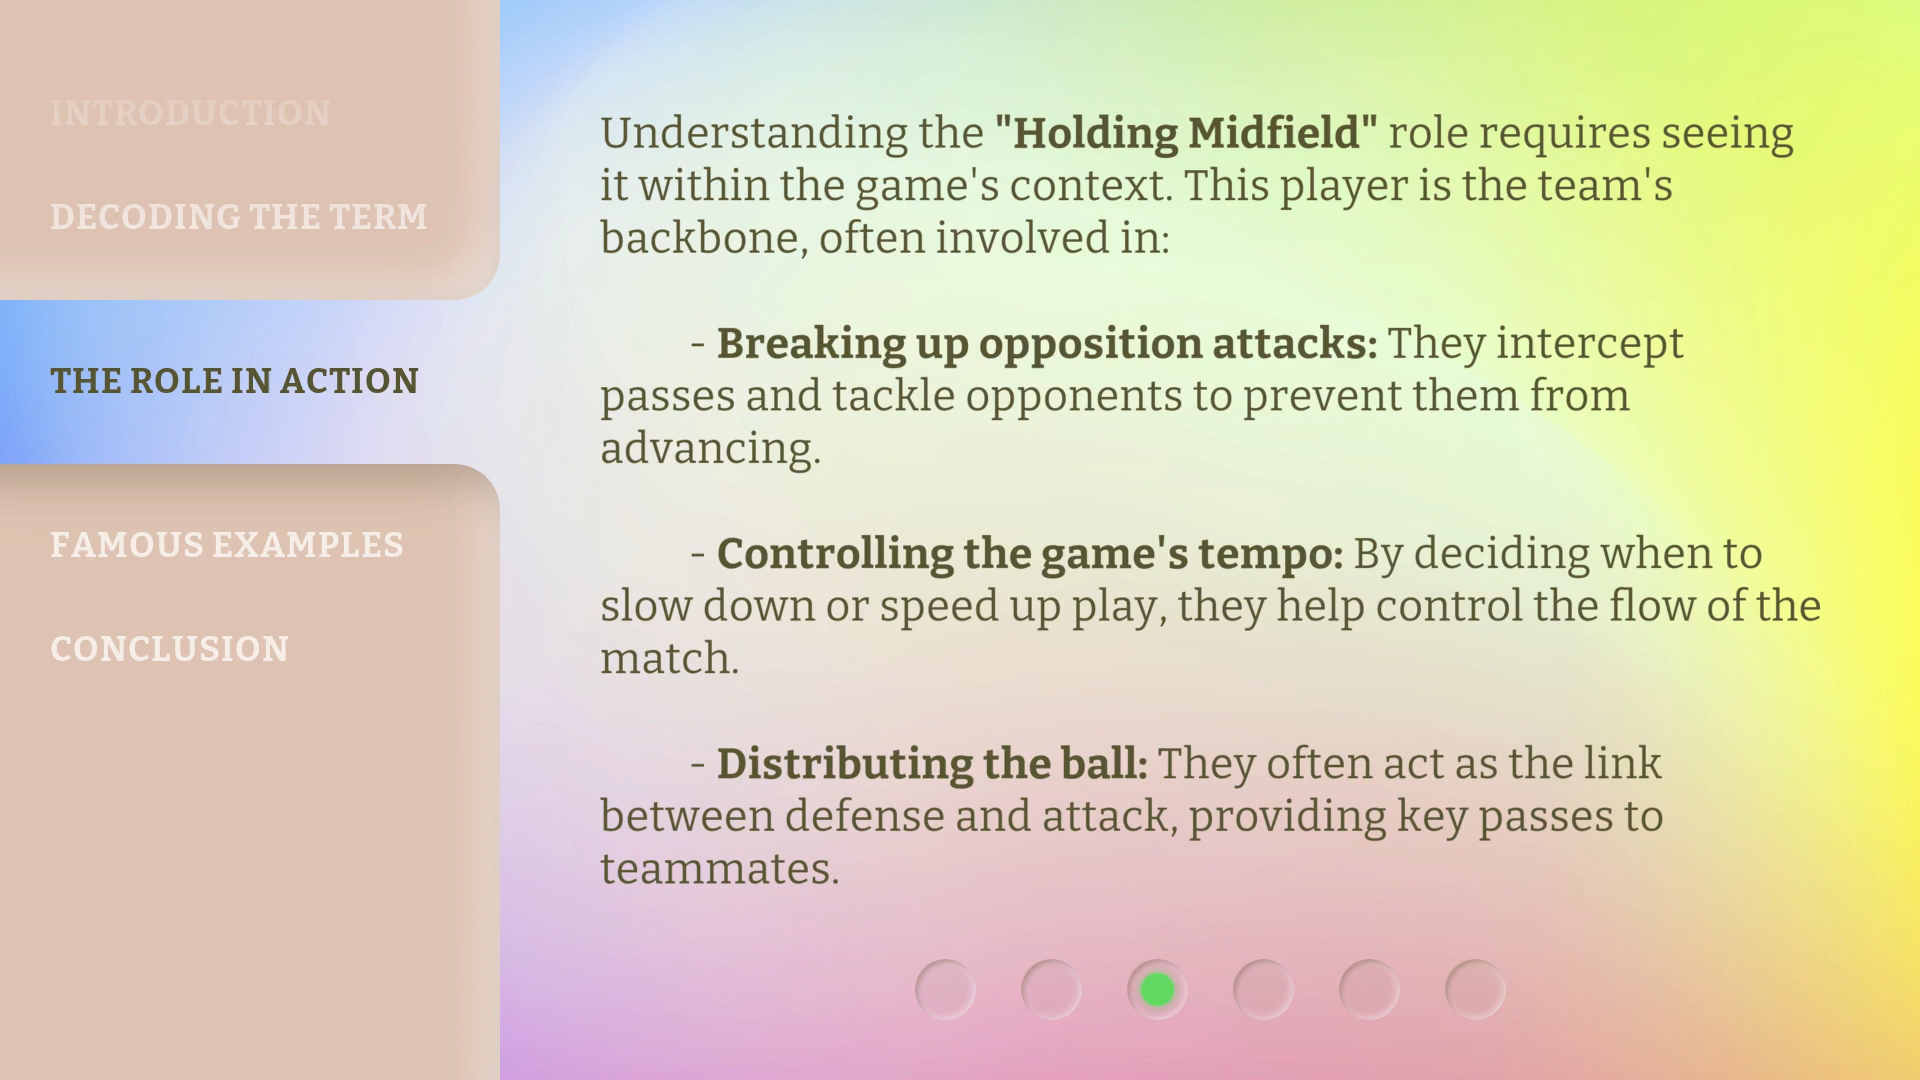 INTRODUCTION
DECODING THE TERM
THE ROLE IN ACTION
FAMOUS EXAMPLES
CONCLUSION
Understanding the "Holding Midfield" role requires seeing
it within the game's context. This player is the team's
backbone, often involved in:
- Breaking up opposition attacks: They intercept
passes and tackle opponents to prevent them from
advancing.
- Controlling the game's tempo: By deciding when to
slow down or speed up play, they help control the flow of the
match.
- Distributing the ball: They often act as the link
between defense and attack, providing key passes to
teammates.